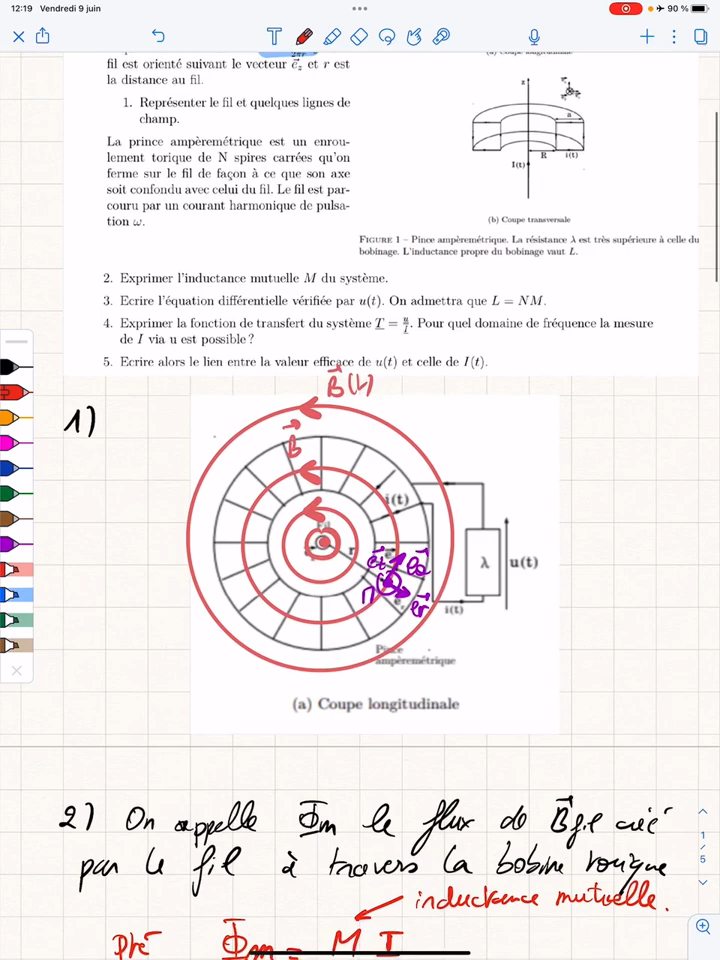 12:19 Vendredi 9 juin
90 %
fil est orienté suivant le vecteur e⃗z et r est
la distance au fil.
1. Représenter le fil et quelques lignes de
champ.
La prince ampèremétrique est un enrou-
lement torique de N spires carrées qu'on
ferme sur le fil de façon à ce que son axe
soit confondu avec celui du fil. Le fil est par-
couru par un courant harmonique de pulsa-
tion ω.
z
a
R
i(t)
I(t)
(b) Coupe transversale
FIGURE 1 – Pince ampèremétrique. La résistance λ est très supérieure à celle du
bobinage. L'inductance propre du bobinage vaut L.
2. Exprimer l'inductance mutuelle M du système.
3. Ecrire l'équation différentielle vérifiée par u(t). On admettra que L = NM.
4. Exprimer la fonction de transfert du système T = u/I. Pour quel domaine de fréquence la mesure
de I via u est possible ?
5. Ecrire alors le lien entre la valeur efficace de u(t) et celle de I(t).
1)
B⃗
i(t)
Fil
r
λ
u(t)
i(t)
Pince
ampèremétrique
(a) Coupe longitudinale
2) On appelle Φm le flux de B⃗fil créé
par le fil à travers la bobine torique
inductance mutuelle.
Φm = M I
1
/
5